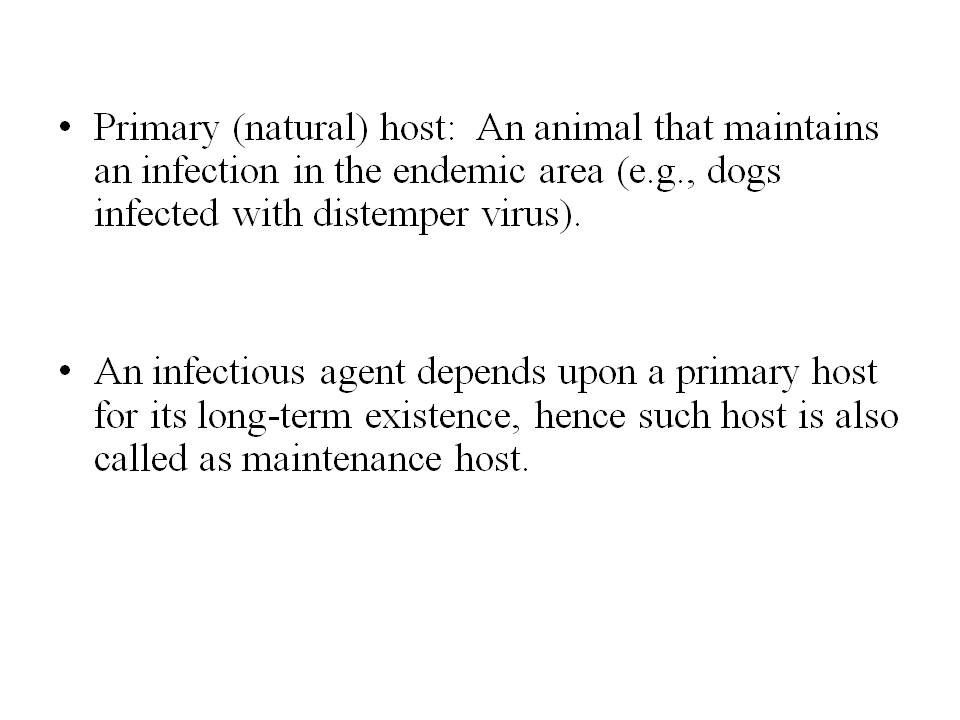 • Primary (natural) host:  An animal that maintains
an infection in the endemic area (e.g., dogs
infected with distemper virus).
• An infectious agent depends upon a primary host
for its long-term existence, hence such host is also
called as maintenance host.